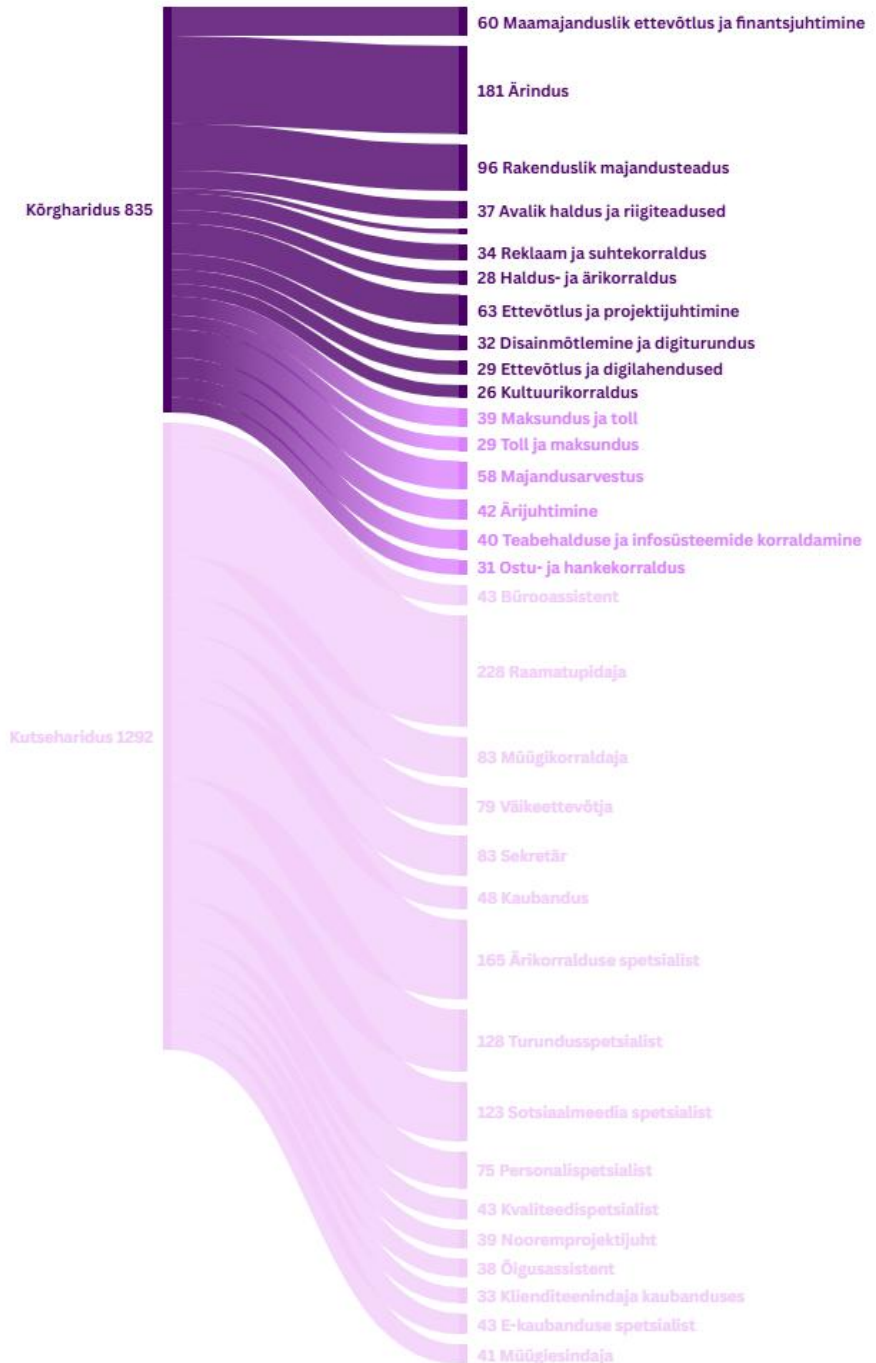 60 Maamajanduslik ettevõtlus ja finantsjuhtimine
181 Ärindus
96 Rakenduslik majandusteadus
Kõrgharidus 835
37 Avalik haldus ja riigiteadused
34 Reklaam ja suhtekorraldus
28 Haldus- ja ärikorraldus
63 Ettevõtlus ja projektijuhtimine
32 Disainmõtlemine ja digiturundus
29 Ettevõtlus ja digilahendused
26 Kultuurikorraldus
39 Maksundus ja toll
29 Toll ja maksundus
58 Majandusarvestus
42 Ärijuhtimine
40 Teabehalduse ja infosüsteemide korraldamine
31 Ostu- ja hankekorraldus
43 Bürooassistent
228 Raamatupidaja
Kutseharidus 1292
83 Müügikorraldaja
79 Väikeettevõtja
83 Sekretär
48 Kaubandus
165 Ärikorralduse spetsialist
128 Turundusspetsialist
123 Sotsiaalmeedia spetsialist
75 Personalispetsialist
43 Kvaliteedispetsialist
39 Nooremprojektijuht
38 Õigusassistent
33 Klienditeenindaja kaubanduses
43 E-kaubanduse spetsialist
41 Müügiesindaja